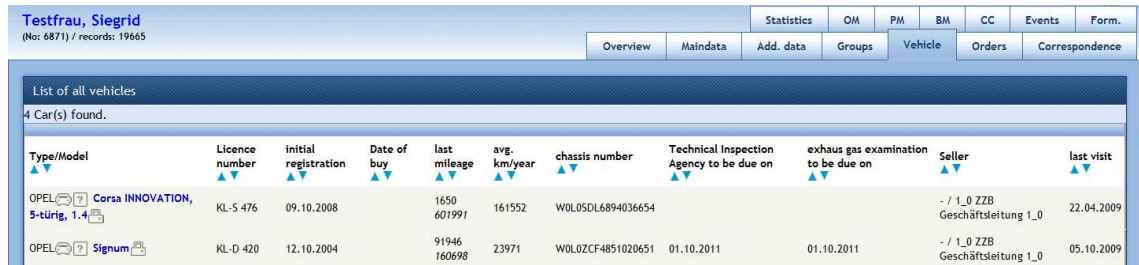 Testfrau, Siegrid
(No: 6871) / records: 19665
Statistics OM PM BM CC Events Form.
Overview Maindata Add. data Groups Vehicle Orders Correspondence
List of all vehicles
4 Car(s) found.
Type/Model Licence number initial registration Date of buy last mileage avg. km/year chassis number Technical Inspection Agency to be due on exhaus gas examination to be due on Seller last visit
OPEL ? Corsa INNOVATION, 5-türig, 1.4 KL-S 476 09.10.2008 1650 601991 161552 W0L0SDL6894036654 - / 1_0 ZZB Geschäftsleitung 1_0 22.04.2009
OPEL ? Signum KL-D 420 12.10.2004 91946 160698 23971 W0L0ZCF4851020651 01.10.2011 01.10.2011 - / 1_0 ZZB Geschäftsleitung 1_0 05.10.2009